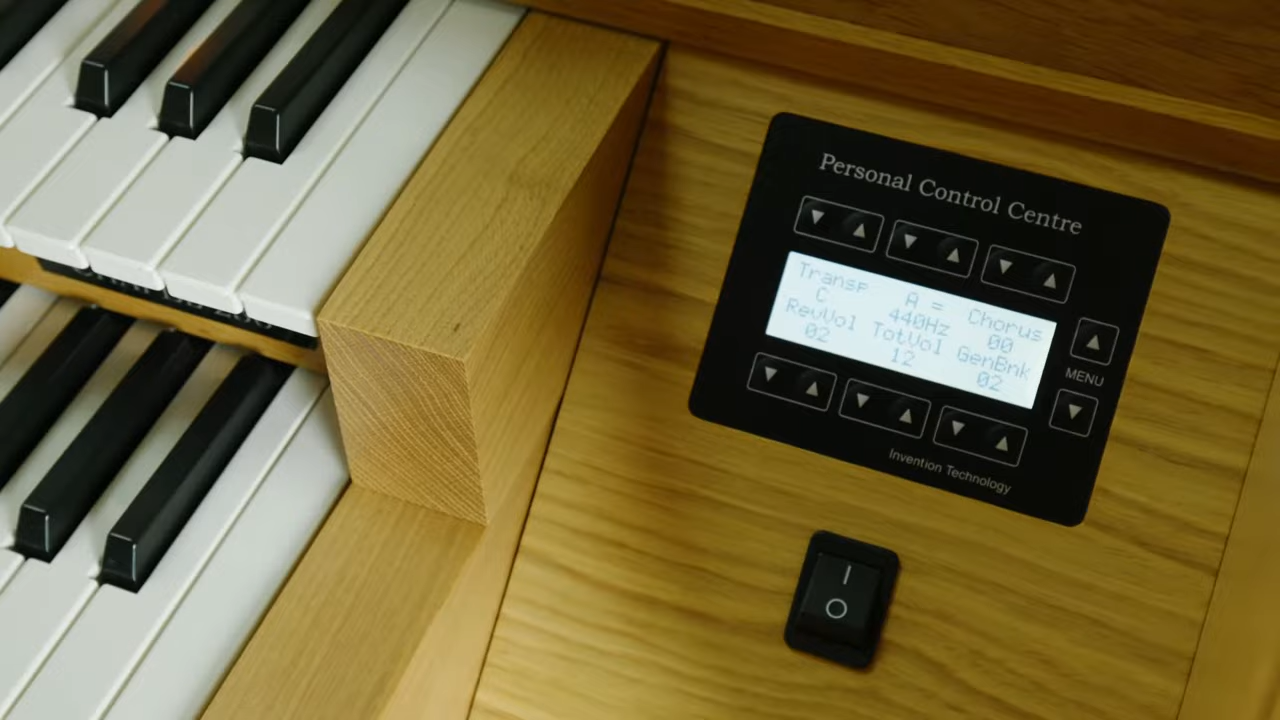 Personal Control Centre
Transp A = Chorus
C 440Hz 00
RevVol TotVol GenBnk
02 12 02
MENU
Invention Technology
I
O